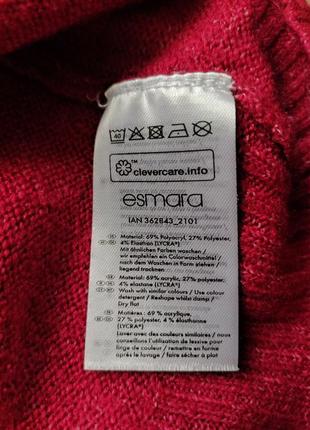 40
clevercare.info
esmara
IAN 362843_2101
Material: 69% Polyacryl, 27% Polyester,
4% Elasthan (LYCRA®)
Mit ähnlichen Farben waschen /
wir empfehlen ein Colorwaschmittel /
nach dem Waschen in Form ziehen /
liegend trocknen
Material: 69% acrylic, 27% polyester,
4% elastane (LYCRA®)
Wash with similar colours / Use colour
detergent / Reshape whilst damp /
Dry flat
Matières : 69 % acrylique,
27 % polyester, 4 % élasthanne
(LYCRA®)
Laver avec des couleurs similaires / nous
conseillons l'utilisation de lessive pour
linge de couleur / remettre en forme
après le lavage / faire sécher à plat